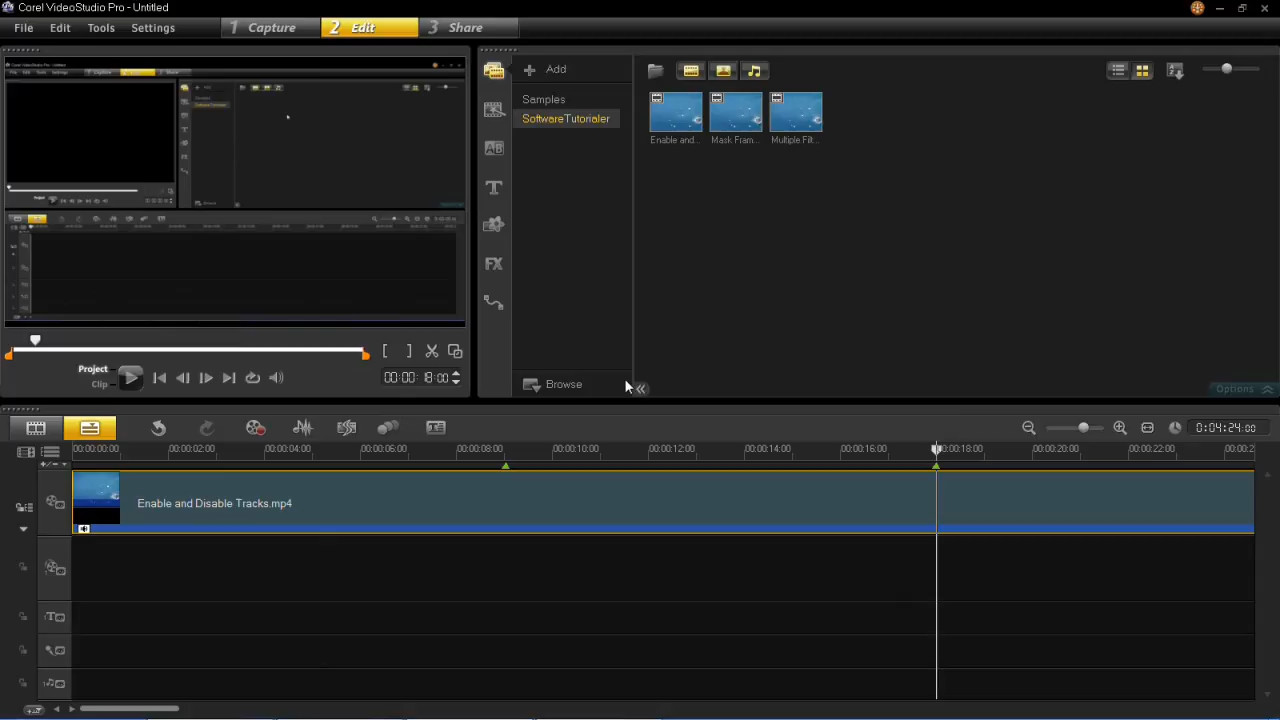 Corel VideoStudio Pro - Untitled
File Edit Tools Settings
1 Capture
2 Edit
3 Share
Add
Samples
SoftwareTutorialer
Enable and...
Mask Fram...
Multiple Filt...
Browse
Options
Project
Clip
00:00:18:00
0:04:24:00
00:00:00:00 00:00:02:00 00:00:04:00 00:00:06:00 00:00:08:00 00:00:10:00 00:00:12:00 00:00:14:00 00:00:16:00 00:00:18:00 00:00:20:00 00:00:22:00 00:00:2
Enable and Disable Tracks.mp4